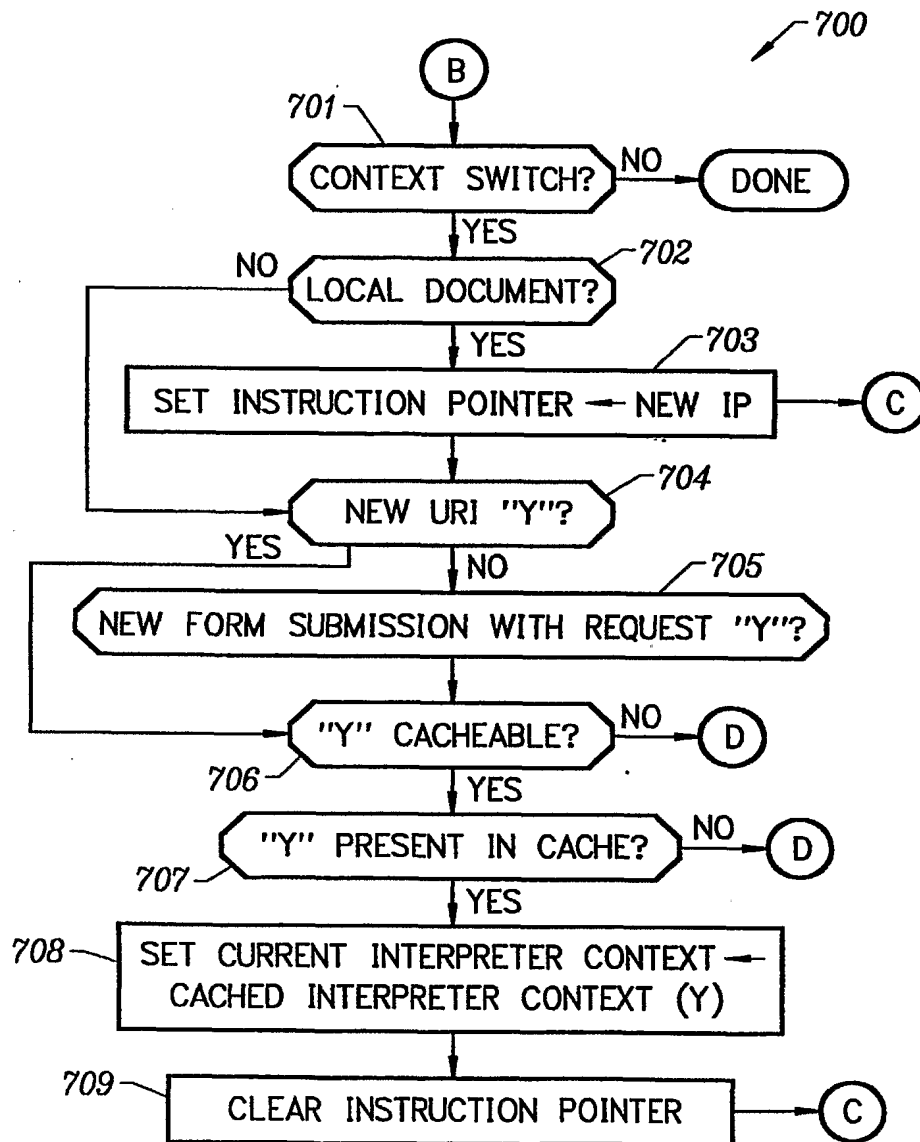 700
B
701
CONTEXT SWITCH?
NO
DONE
YES
NO
702
LOCAL DOCUMENT?
YES
703
SET INSTRUCTION POINTER ← NEW IP
C
704
NEW URI "Y"?
YES
NO
705
NEW FORM SUBMISSION WITH REQUEST "Y"?
"Y" CACHEABLE?
NO
D
706
YES
"Y" PRESENT IN CACHE?
NO
D
707
YES
708
SET CURRENT INTERPRETER CONTEXT ←
CACHED INTERPRETER CONTEXT (Y)
709
CLEAR INSTRUCTION POINTER
C